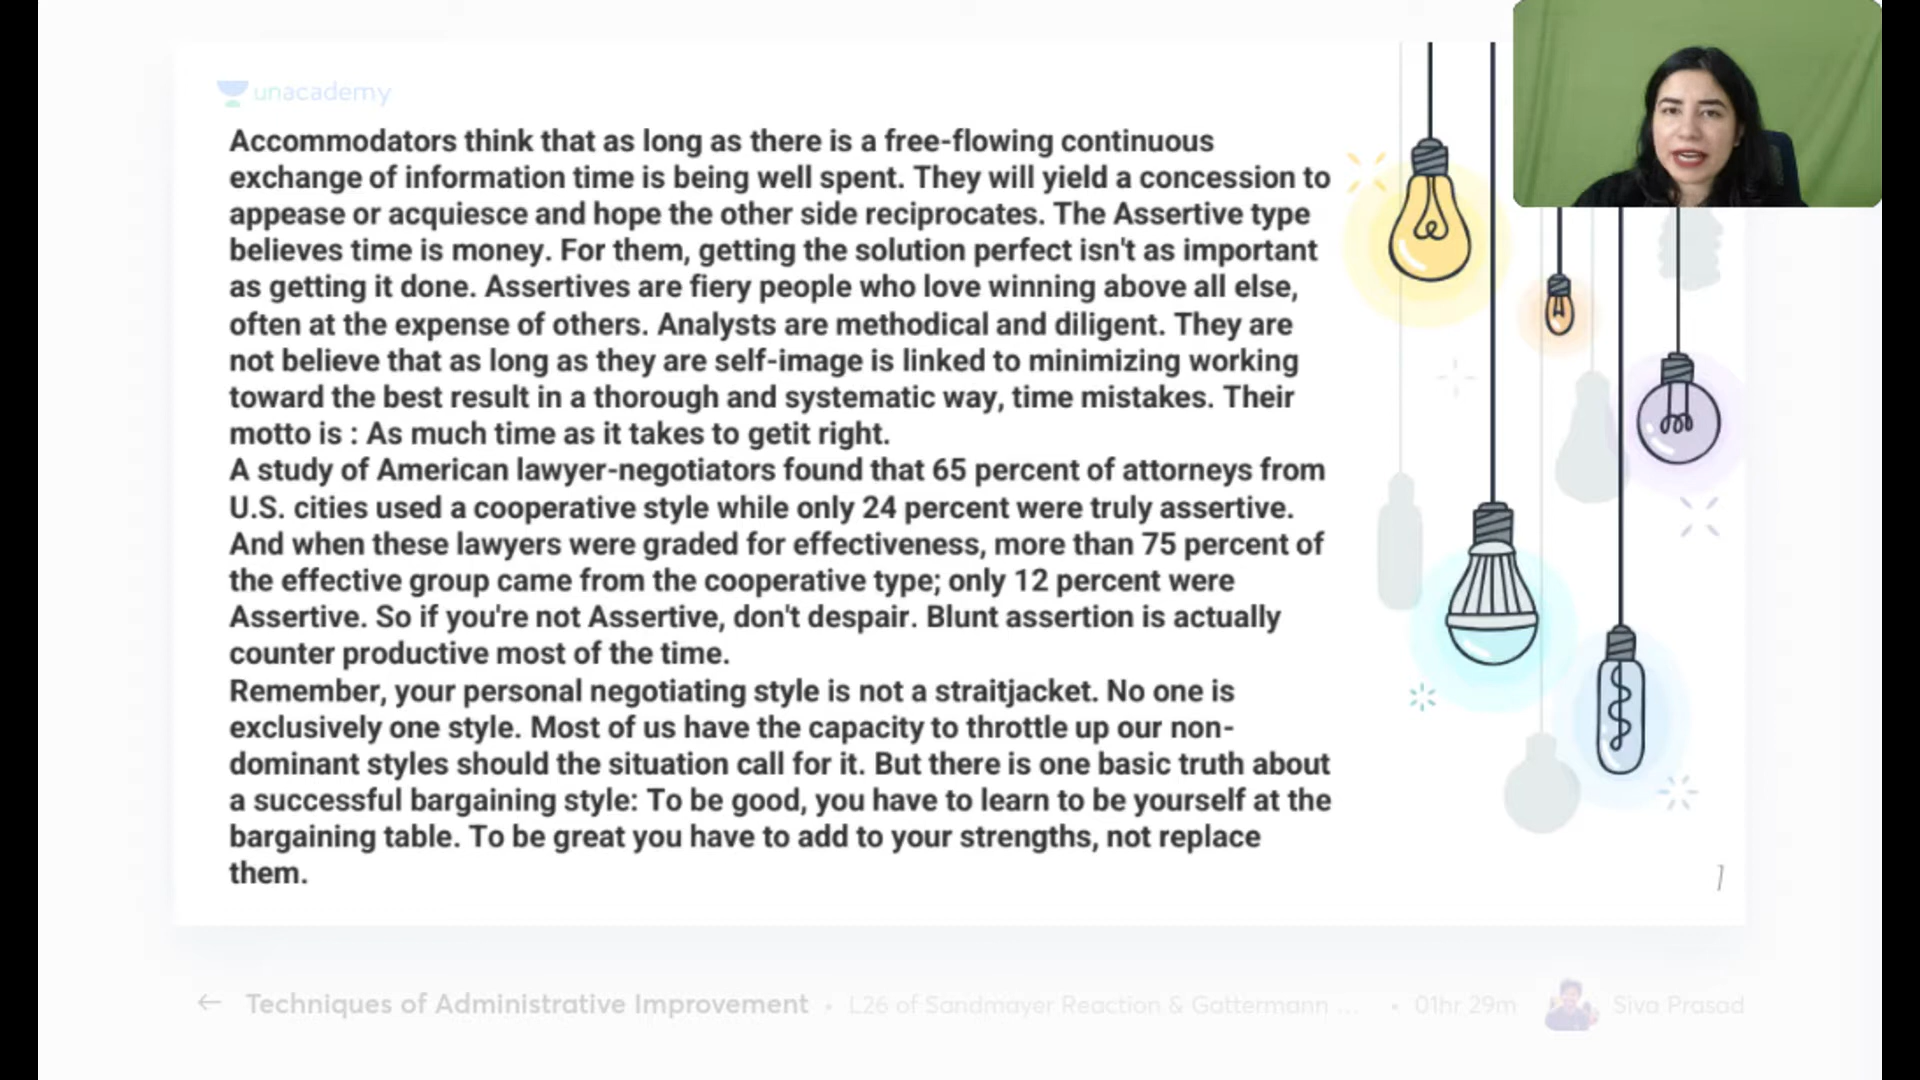 unacademy
Accommodators think that as long as there is a free-flowing continuous
exchange of information time is being well spent. They will yield a concession to
appease or acquiesce and hope the other side reciprocates. The Assertive type
believes time is money. For them, getting the solution perfect isn't as important
as getting it done. Assertives are fiery people who love winning above all else,
often at the expense of others. Analysts are methodical and diligent. They are
not believe that as long as they are self-image is linked to minimizing working
toward the best result in a thorough and systematic way, time mistakes. Their
motto is : As much time as it takes to getit right.
A study of American lawyer-negotiators found that 65 percent of attorneys from
U.S. cities used a cooperative style while only 24 percent were truly assertive.
And when these lawyers were graded for effectiveness, more than 75 percent of
the effective group came from the cooperative type; only 12 percent were
Assertive. So if you're not Assertive, don't despair. Blunt assertion is actually
counter productive most of the time.
Remember, your personal negotiating style is not a straitjacket. No one is
exclusively one style. Most of us have the capacity to throttle up our non-
dominant styles should the situation call for it. But there is one basic truth about
a successful bargaining style: To be good, you have to learn to be yourself at the
bargaining table. To be great you have to add to your strengths, not replace
them.
1
Techniques of Administrative Improvement • L26 of Sandmayer Reaction & Gattermann ... • 01hr 29m Siva Prasad